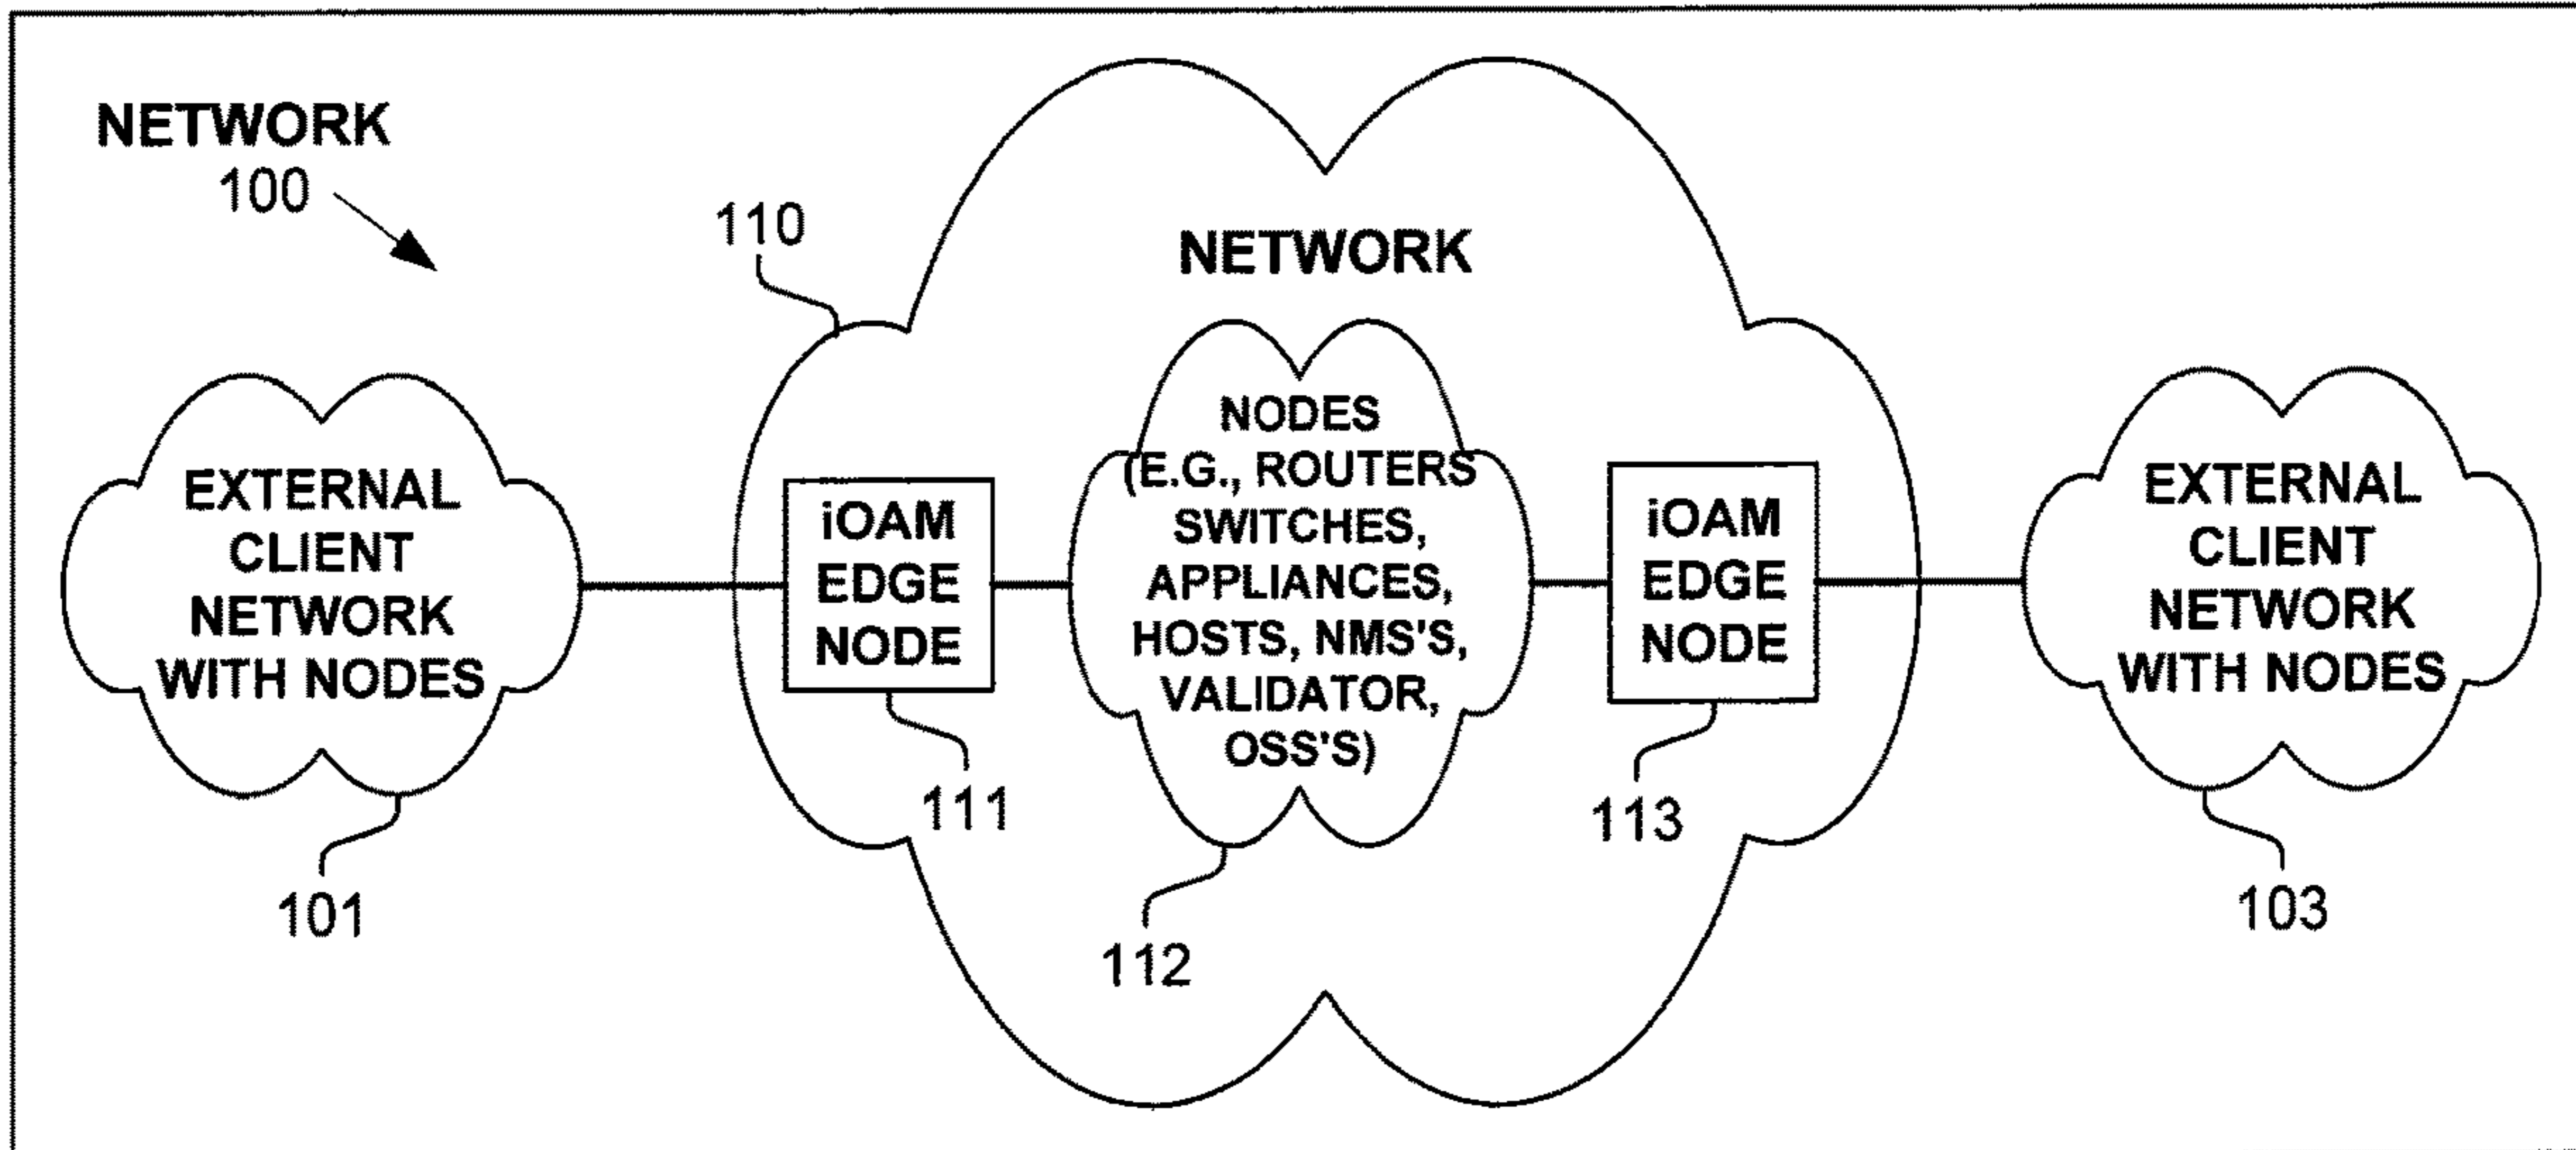 NETWORK
100
110
NETWORK
EXTERNAL
CLIENT
NETWORK
WITH NODES
101
iOAM
EDGE
NODE
111
NODES
(E.G., ROUTERS
SWITCHES,
APPLIANCES,
HOSTS, NMS'S,
VALIDATOR,
OSS'S)
112
iOAM
EDGE
NODE
113
EXTERNAL
CLIENT
NETWORK
WITH NODES
103